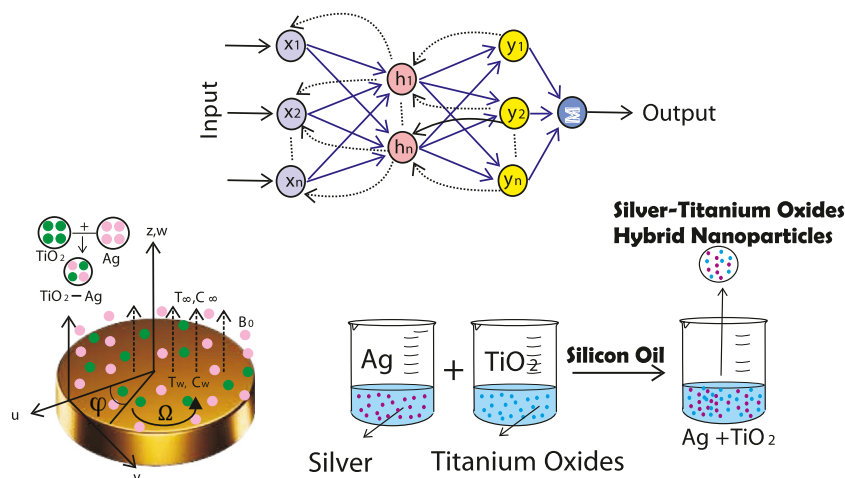 x1
x2
xn
Input
h1
hn
y1
y2
yn
M
Output
Silver-Titanium Oxides
Hybrid Nanoparticles
+
TiO2
Ag
TiO2 – Ag
z,w
T∞,C ∞
B0
Tw, Cw
u
φ
Ω
Ag
+
TiO2
Silicon Oil
Ag +TiO2
Silver
Titanium Oxides